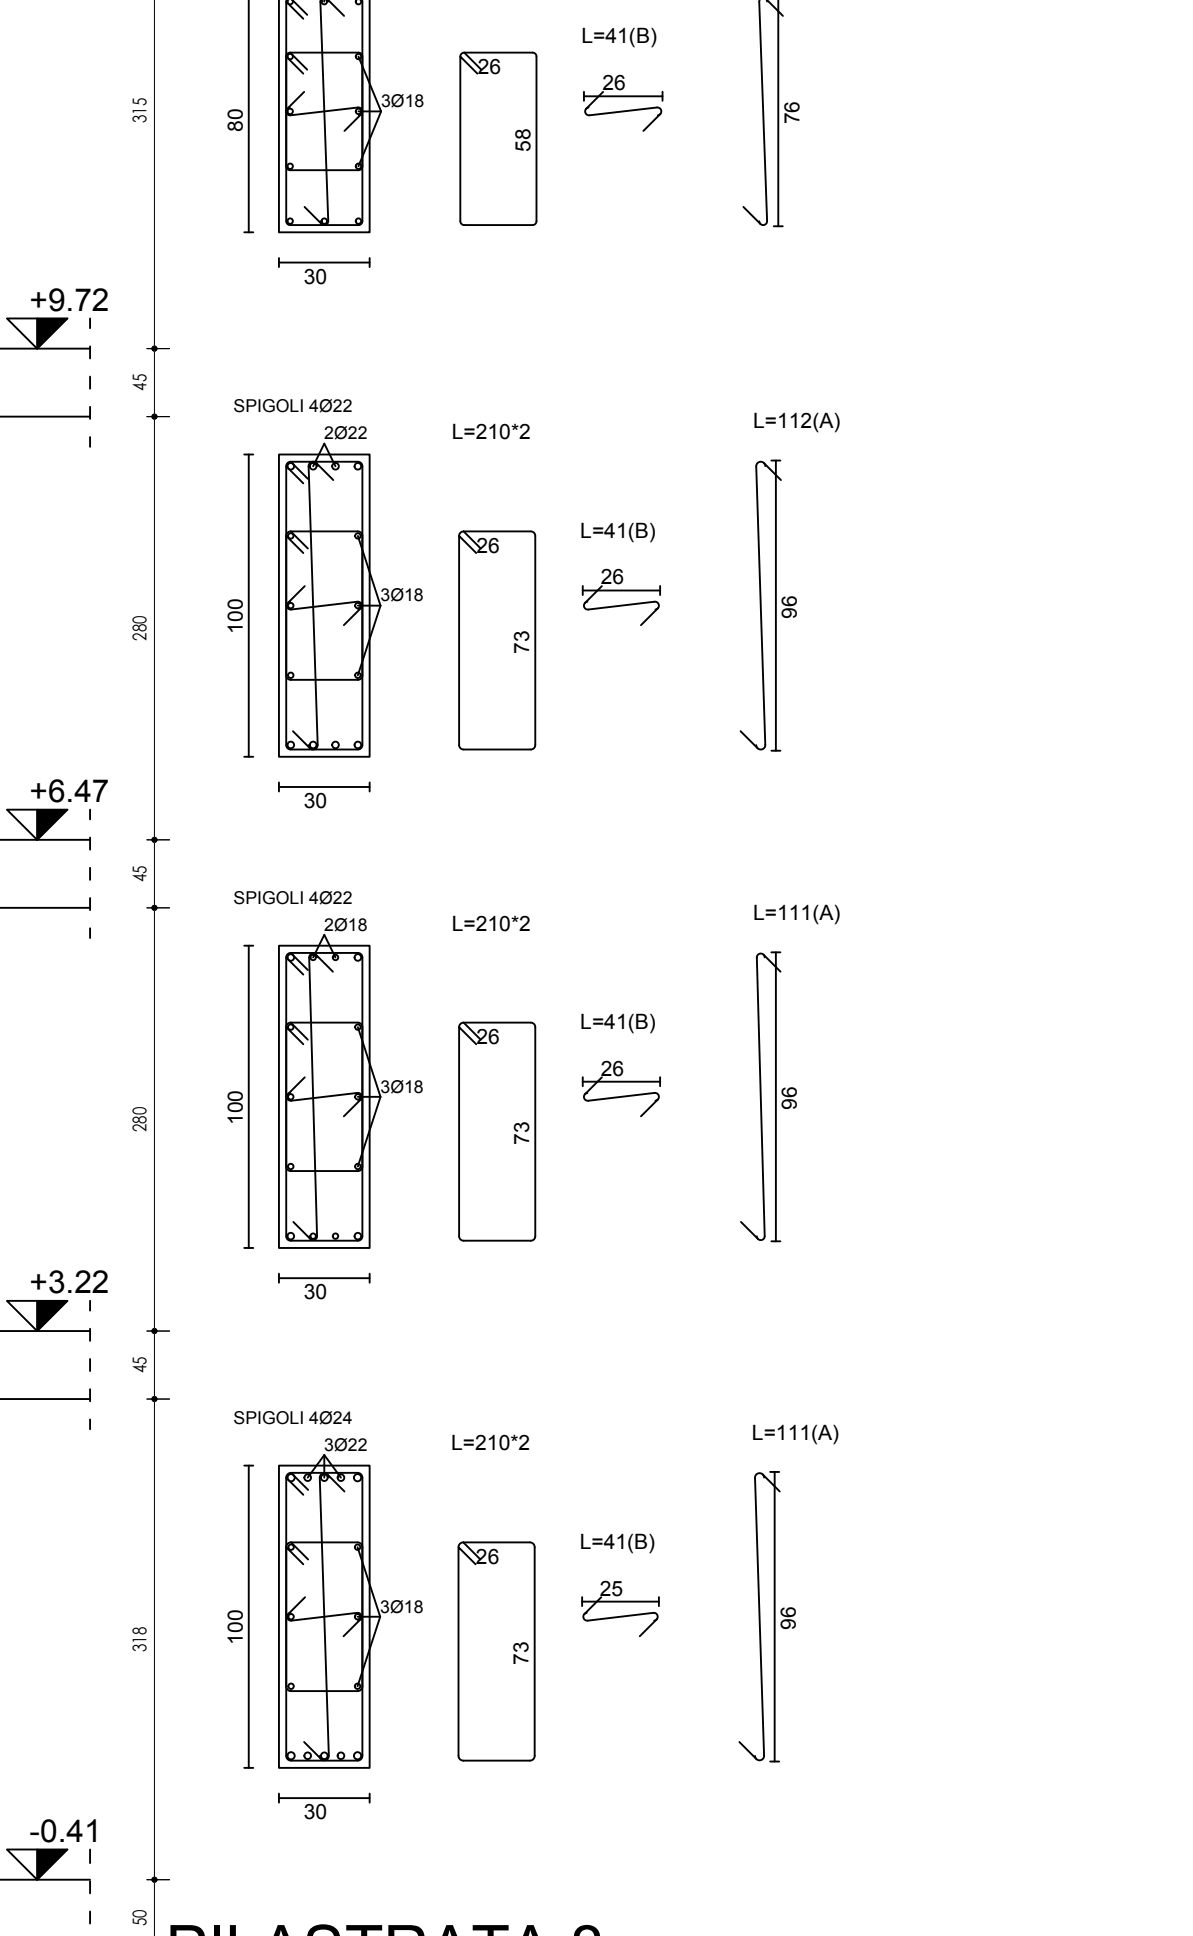 L=41(B)
26
26
3Ø18
315
80
58
76
30
+9.72
45
SPIGOLI 4Ø22
2Ø22
L=210*2
L=112(A)
L=41(B)
26
26
3Ø18
280
100
73
96
30
+6.47
45
SPIGOLI 4Ø22
2Ø18
L=210*2
L=111(A)
L=41(B)
26
26
3Ø18
280
100
73
96
30
+3.22
45
SPIGOLI 4Ø24
3Ø22
L=210*2
L=111(A)
L=41(B)
26
25
3Ø18
318
100
73
96
30
-0.41
50
PILASTRATA